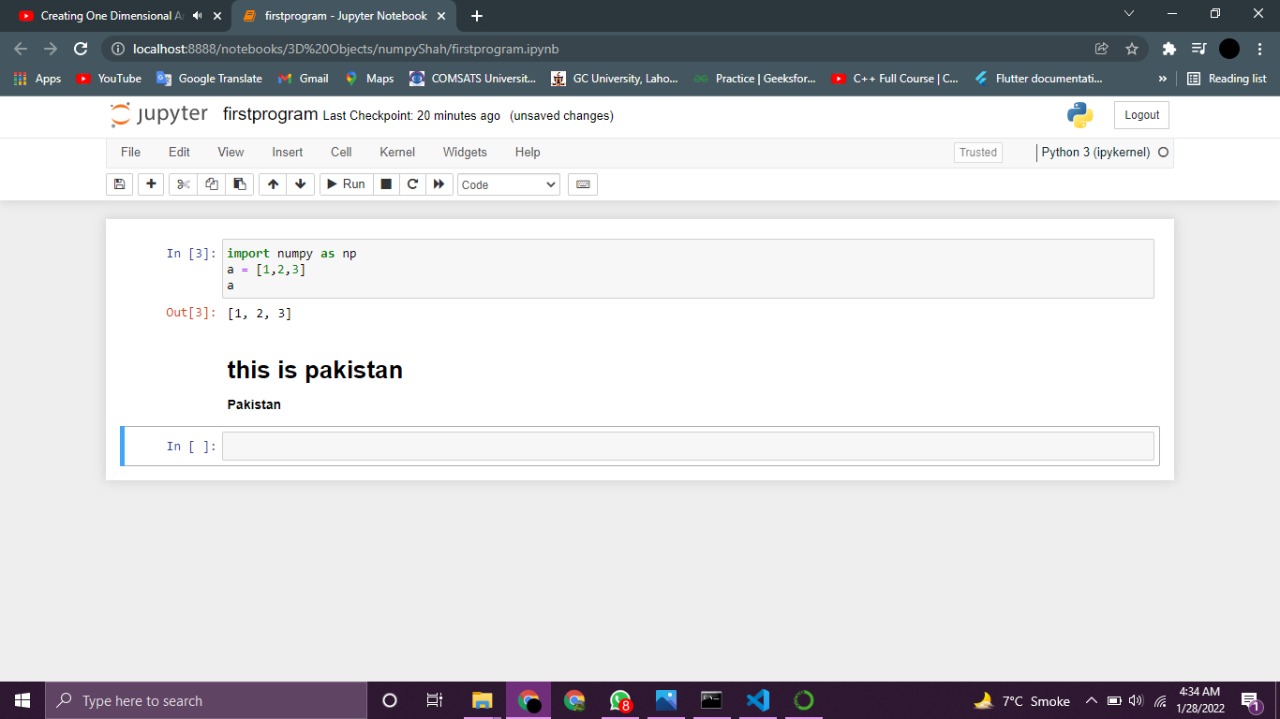 Creating One Dimensional A
firstprogram - Jupyter Notebook
localhost:8888/notebooks/3D%20Objects/numpyShah/firstprogram.ipynb
Apps YouTube Google Translate Gmail Maps COMSATS Universit... GC University, Laho... Practice | Geeksfor... C++ Full Course | C... Flutter documentati... » Reading list
jupyter firstprogram Last Checkpoint: 20 minutes ago (unsaved changes) Logout
File Edit View Insert Cell Kernel Widgets Help Trusted Python 3 (ipykernel)
Run Code
In [3]: import numpy as np
a = [1,2,3]
a
Out[3]: [1, 2, 3]
this is pakistan
Pakistan
In [ ]:
Type here to search
8
7°C Smoke
4:34 AM
1/28/2022
1